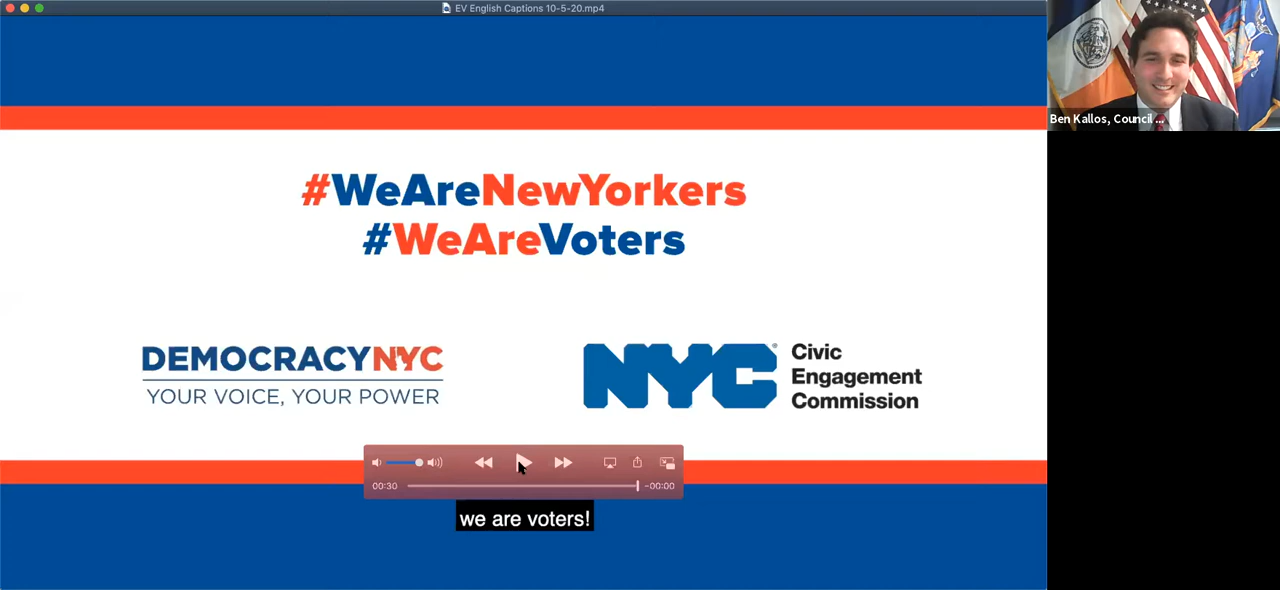 EV English Captions 10-5-20.mp4
Ben Kallos, Council ...
#WeAreNewYorkers
#WeAreVoters
DEMOCRACYNYC
YOUR VOICE, YOUR POWER
NYC®
Civic
Engagement
Commission
00:30
-00:00
we are voters!